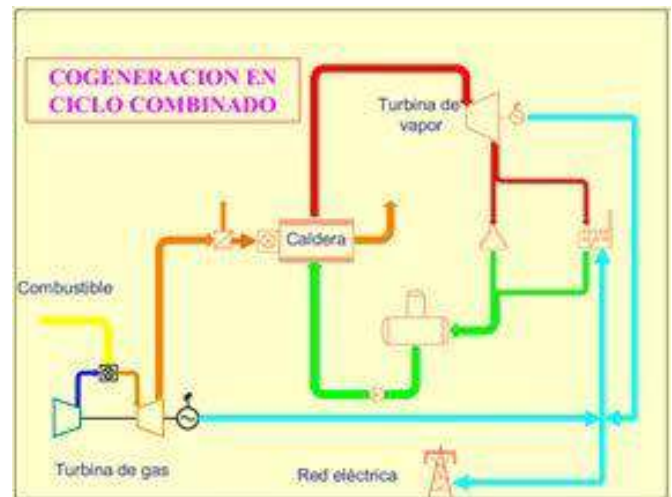 COGENERACION EN
CICLO COMBINADO
Turbina de
vapor
Caldera
Combustible
Turbina de gas
Red eléctrica